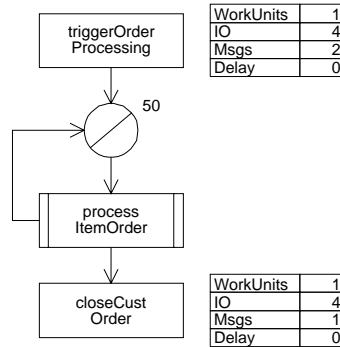 triggerOrder
Processing
WorkUnits 1
IO 4
Msgs 2
Delay 0
50
process
ItemOrder
closeCust
Order
WorkUnits 1
IO 4
Msgs 1
Delay 0